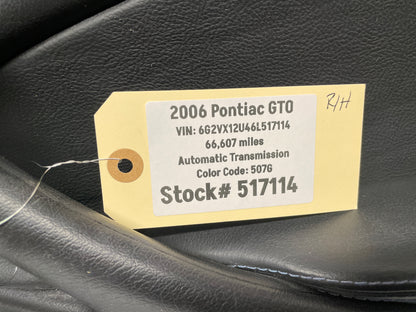 R/H
2006 Pontiac GTO
VIN: 6G2VX12U46L517114
66,607 miles
Automatic Transmission
Color Code: 507G
Stock# 517114